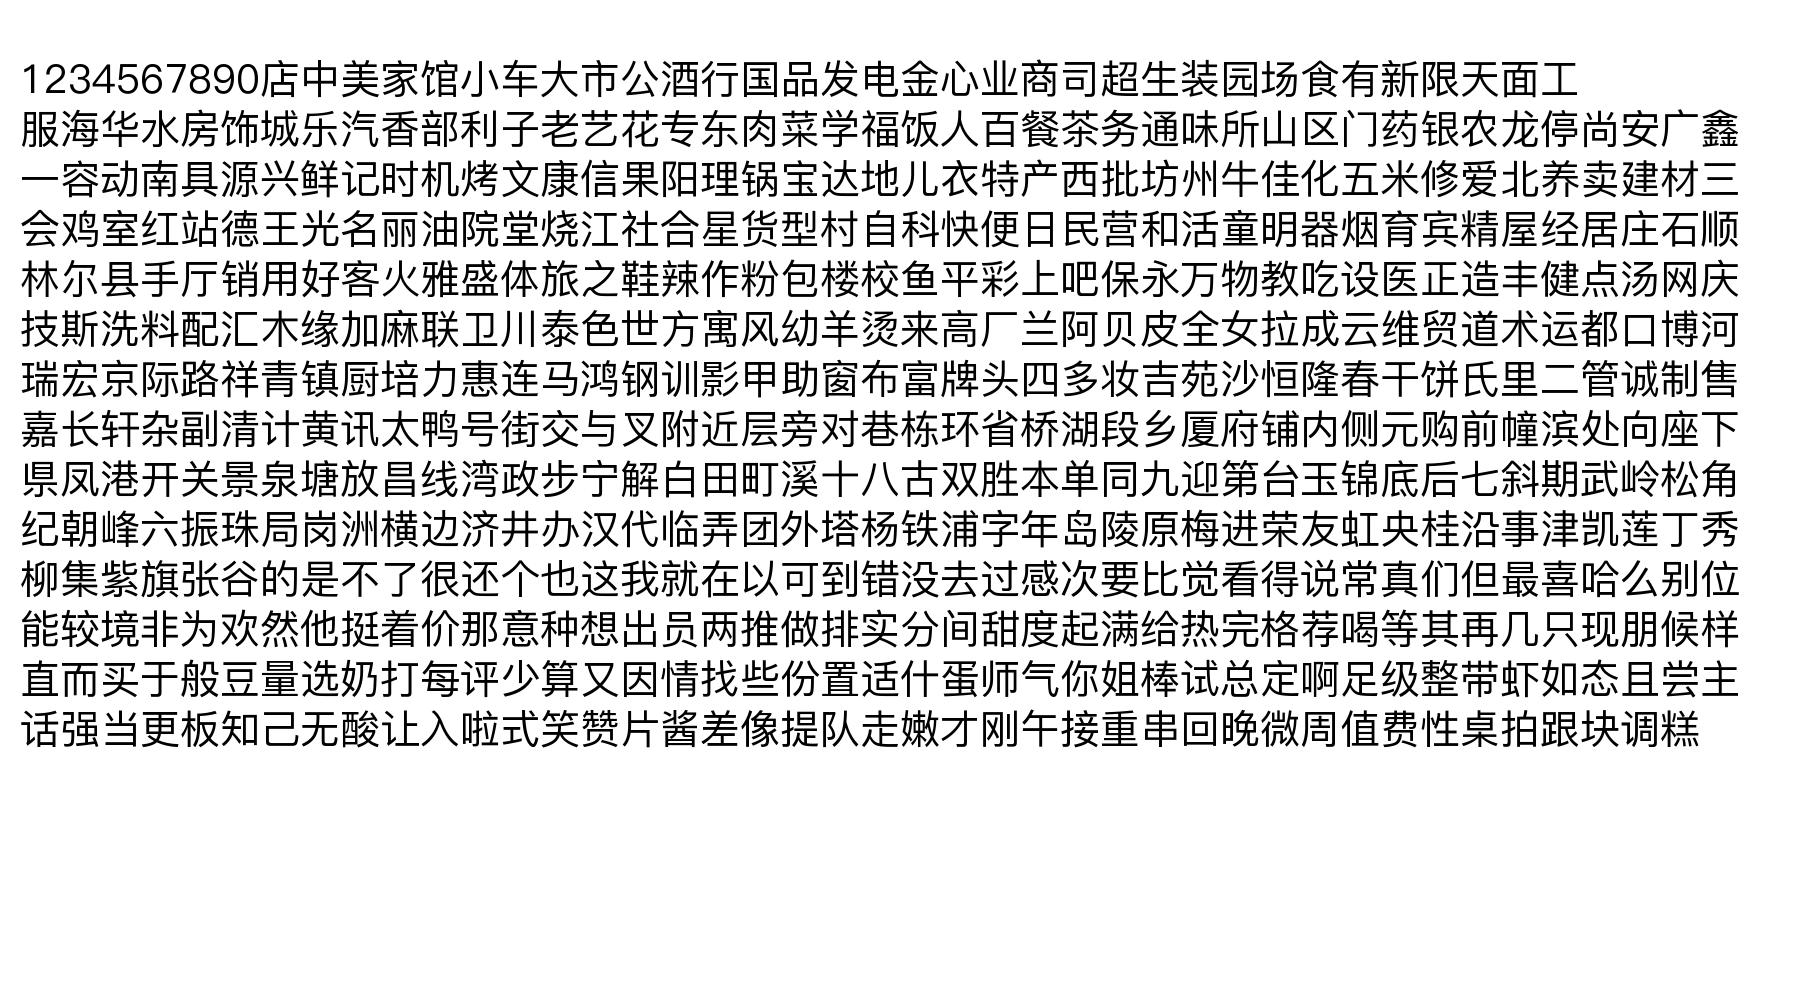 1234567890店中美家馆小车大市公酒行国品发电金心业商司超生装园场食有新限天面工
服海华水房饰城乐汽香部利子老艺花专东肉菜学福饭人百餐茶务通味所山区门药银农龙停尚安广鑫
一容动南具源兴鲜记时机烤文康信果阳理锅宝达地儿衣特产西批坊州牛佳化五米修爱北养卖建材三
会鸡室红站德王光名丽油院堂烧江社合星货型村自科快便日民营和活童明器烟育宾精屋经居庄石顺
林尔县手厅销用好客火雅盛体旅之鞋辣作粉包楼校鱼平彩上吧保永万物教吃设医正造丰健点汤网庆
技斯洗料配汇木缘加麻联卫川泰色世方寓风幼羊烫来高厂兰阿贝皮全女拉成云维贸道术运都口博河
瑞宏京际路祥青镇厨培力惠连马鸿钢训影甲助窗布富牌头四多妆吉苑沙恒隆春干饼氏里二管诚制售
嘉长轩杂副清计黄讯太鸭号街交与叉附近层旁对巷栋环省桥湖段乡厦府铺内侧元购前幢滨处向座下
県凤港开关景泉塘放昌线湾政步宁解白田町溪十八古双胜本单同九迎第台玉锦底后七斜期武岭松角
纪朝峰六振珠局岗洲横边济井办汉代临弄团外塔杨铁浦字年岛陵原梅进荣友虹央桂沿事津凯莲丁秀
柳集紫旗张谷的是不了很还个也这我就在以可到错没去过感次要比觉看得说常真们但最喜哈么别位
能较境非为欢然他挺着价那意种想出员两推做排实分间甜度起满给热完格荐喝等其再几只现朋候样
直而买于般豆量选奶打每评少算又因情找些份置适什蛋师气你姐棒试总定啊足级整带虾如态且尝主
话强当更板知己无酸让入啦式笑赞片酱差像提队走嫩才刚午接重串回晚微周值费性桌拍跟块调糕